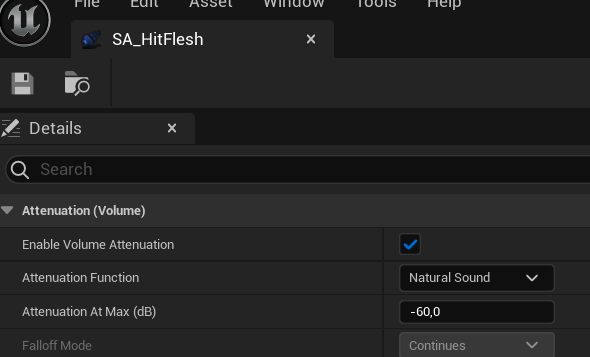 File Edit Asset Window Tools Help
SA_HitFlesh
Details
Search
Attenuation (Volume)
Enable Volume Attenuation
Attenuation Function Natural Sound
Attenuation At Max (dB) -60,0
Falloff Mode Continues